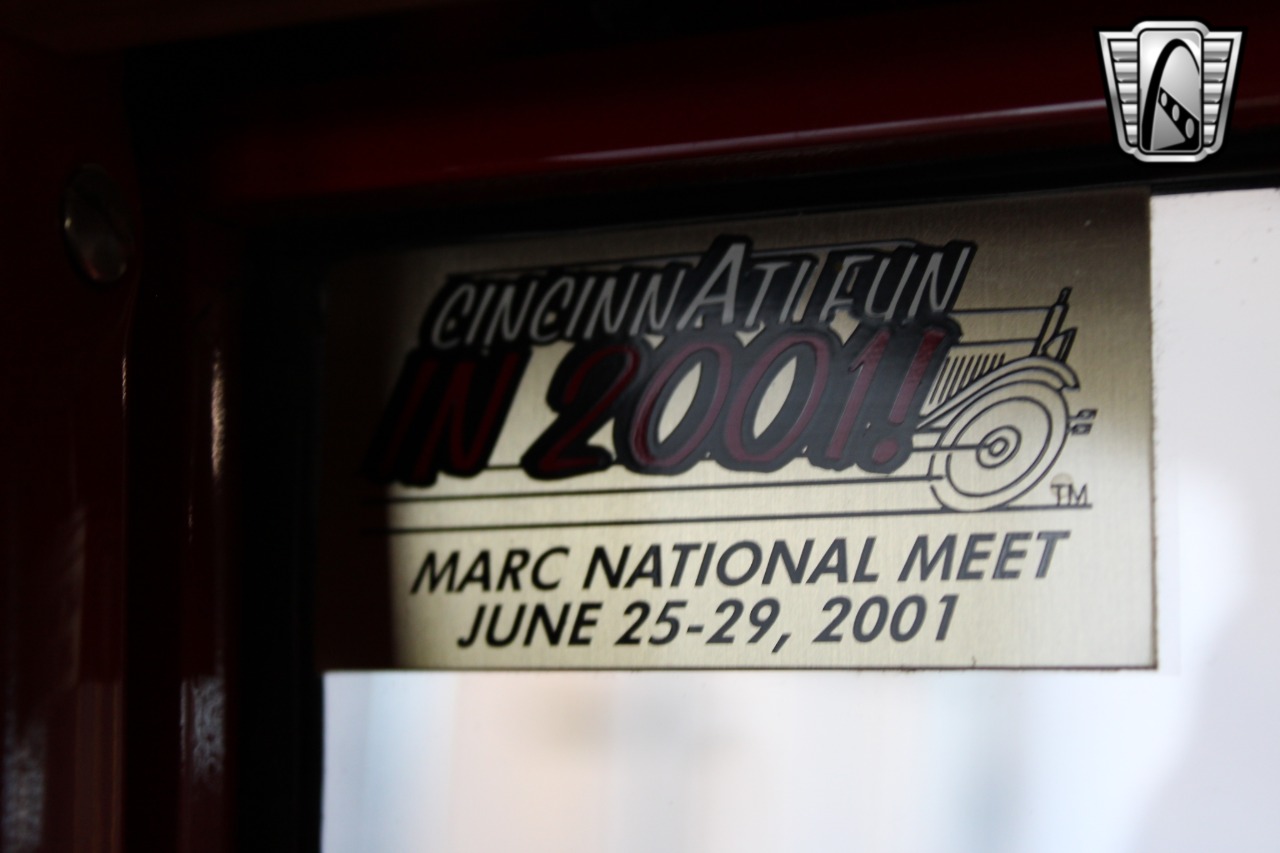 CINCINNATI FUN
IN 2001!
TM
MARC NATIONAL MEET
JUNE 25-29, 2001